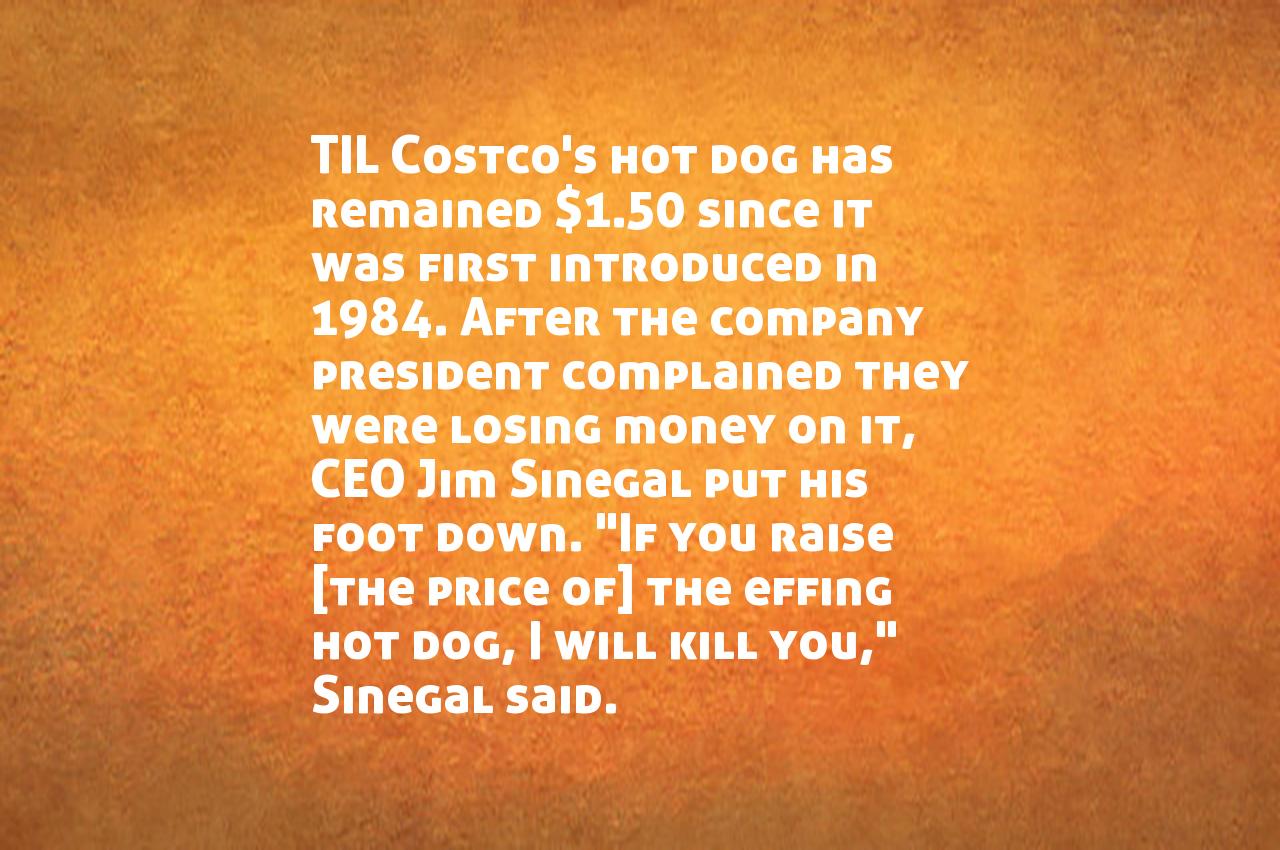 TIL Costco's hot dog has
remained $1.50 since it
was first introduced in
1984. After the company
president complained they
were losing money on it,
CEO Jim Sinegal put his
foot down. "If you raise
[the price of] the effing
hot dog, I will kill you,"
Sinegal said.